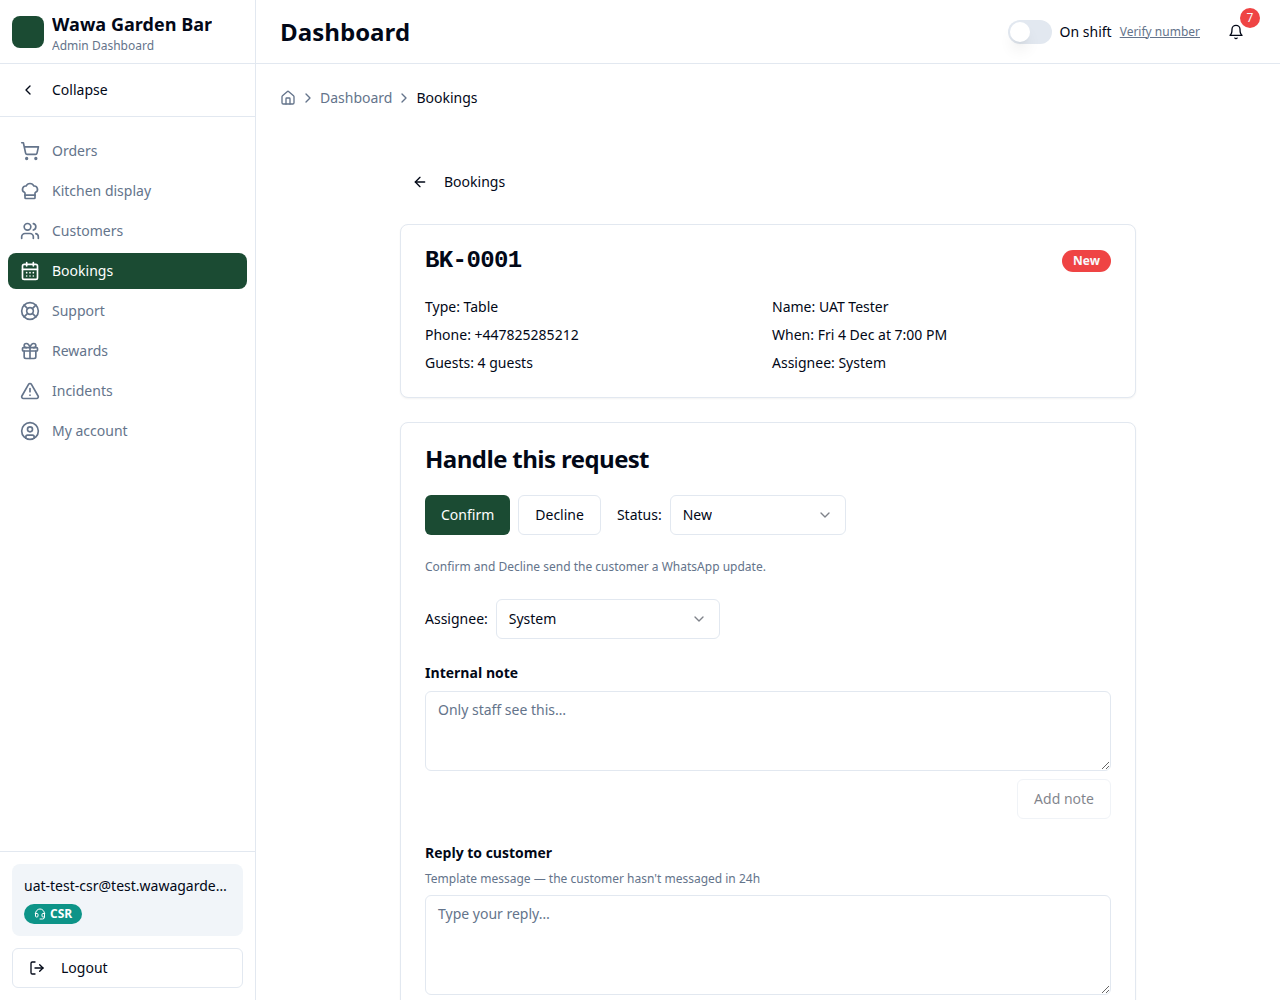 Wawa Garden Bar
Admin Dashboard
Dashboard
On shift
Verify number
7
Collapse
Dashboard
Bookings
Orders
Kitchen display
Customers
Bookings
Support
Rewards
Incidents
My account
Bookings
BK-0001
New
Type: Table
Name: UAT Tester
Phone: +447825285212
When: Fri 4 Dec at 7:00 PM
Guests: 4 guests
Assignee: System
Handle this request
Confirm
Decline
Status:
New
Confirm and Decline send the customer a WhatsApp update.
Assignee:
System
Internal note
Only staff see this...
Add note
Reply to customer
Template message — the customer hasn't messaged in 24h
Type your reply...
uat-test-csr@test.wawagarde...
CSR
Logout